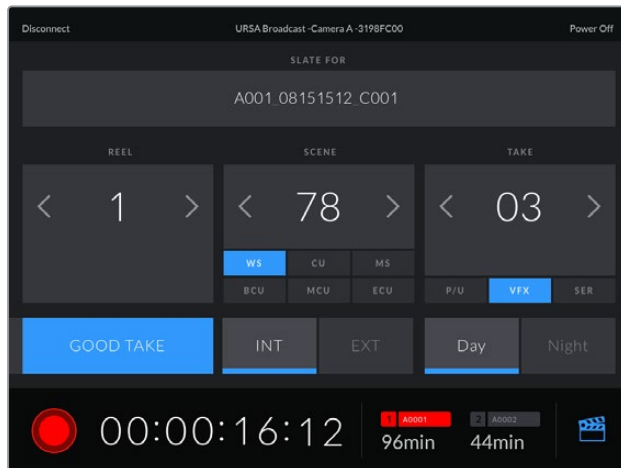 Disconnect URSA Broadcast -Camera A -3198FC00 Power Off
SLATE FOR
A001_08151512_C001
REEL SCENE TAKE
1 78 03
WS CU MS
BCU MCU ECU P/U VFX SER
GOOD TAKE INT EXT Day Night
00:00:16:12 1 A0001 2 A0002
96min 44min